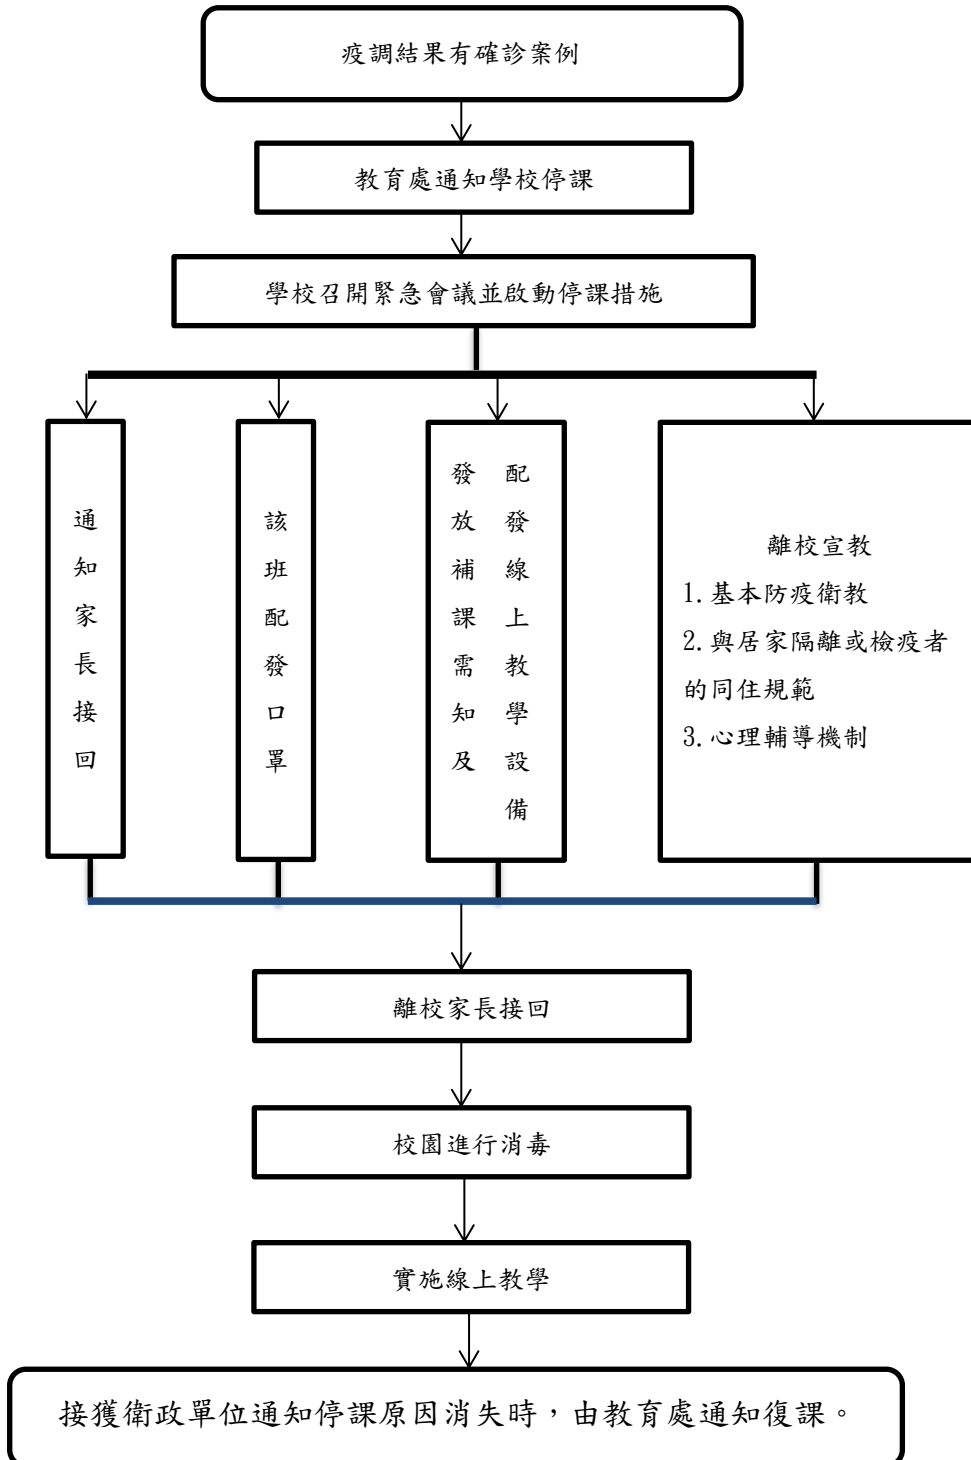 疫調結果有確診案例
教育處通知學校停課
學校召開緊急會議並啟動停課措施
通知家長接回
該班配發口罩
發放補課需知及
配發線上教學設備
離校宣教
1.基本防疫衛教
2.與居家隔離或檢疫者
的同住規範
3.心理輔導機制
離校家長接回
校園進行消毒
實施線上教學
接獲衛政單位通知停課原因消失時，由教育處通知復課。